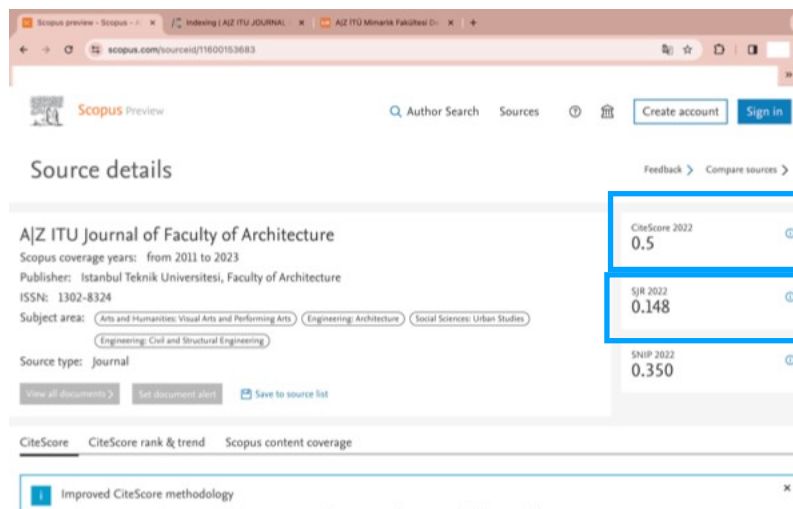 Scopus preview - Scopus - A
Indexing | A|Z ITU JOURNAL
A|Z İTÜ Mimarlık Fakültesi De
scopus.com/sourceid/11600153683
Scopus Preview
Author Search
Sources
Create account
Sign in
Source details
Feedback
Compare sources
A|Z ITU Journal of Faculty of Architecture
Scopus coverage years: from 2011 to 2023
Publisher: Istanbul Teknik Universitesi, Faculty of Architecture
ISSN: 1302-8324
Subject area: Arts and Humanities: Visual Arts and Performing Arts Engineering: Architecture Social Sciences: Urban Studies
Engineering: Civil and Structural Engineering
Source type: Journal
View all documents
Set document alert
Save to source list
CiteScore 2022
0.5
SJR 2022
0.148
SNIP 2022
0.350
CiteScore
CiteScore rank & trend
Scopus content coverage
i Improved CiteScore methodology